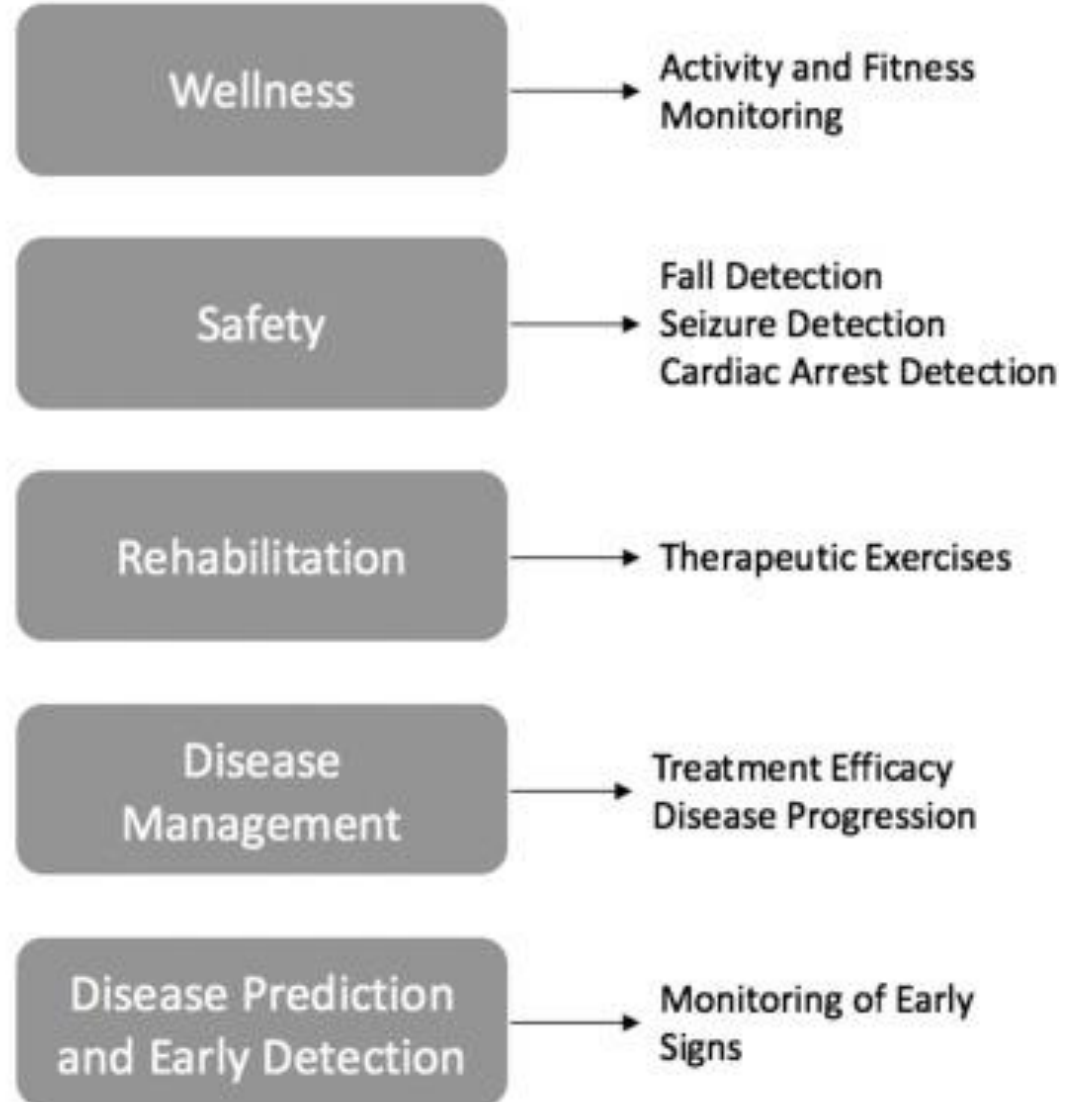 Wellness
Activity and Fitness
Monitoring
Safety
Fall Detection
Seizure Detection
Cardiac Arrest Detection
Rehabilitation
Therapeutic Exercises
Disease
Management
Treatment Efficacy
Disease Progression
Disease Prediction
and Early Detection
Monitoring of Early
Signs